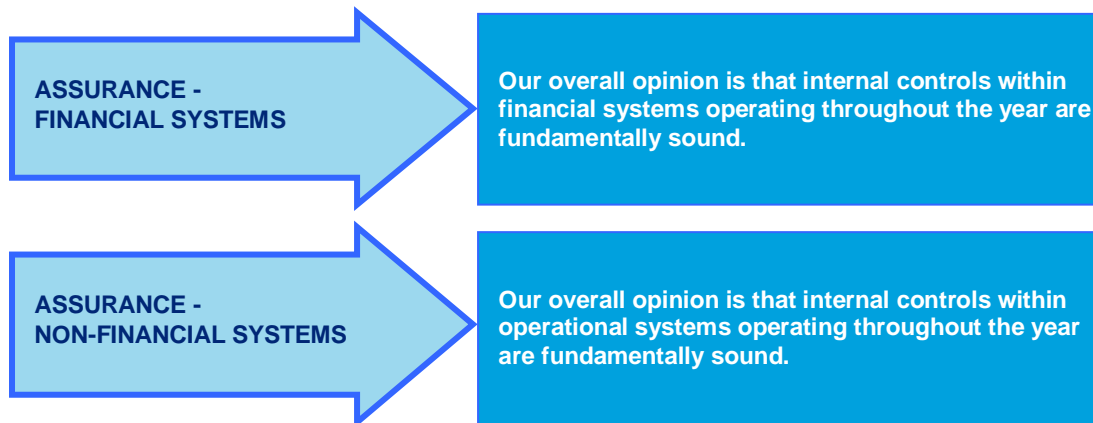 ASSURANCE -
FINANCIAL SYSTEMS
Our overall opinion is that internal controls within
financial systems operating throughout the year are
fundamentally sound.
ASSURANCE -
NON-FINANCIAL SYSTEMS
Our overall opinion is that internal controls within
operational systems operating throughout the year
are fundamentally sound.